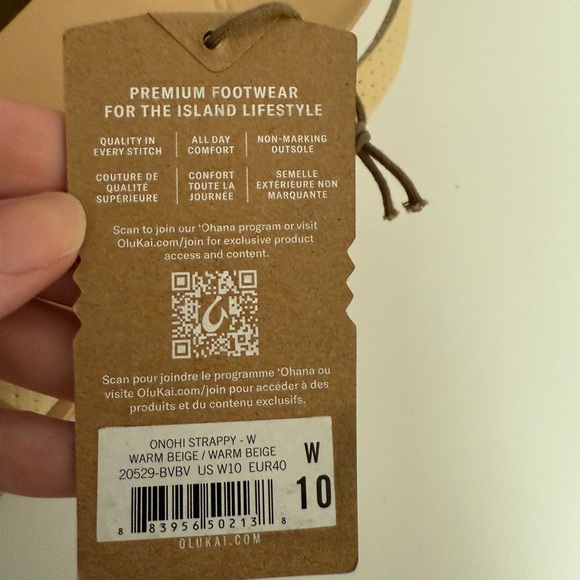 PREMIUM FOOTWEAR
FOR THE ISLAND LIFESTYLE
QUALITY IN
EVERY STITCH
ALL DAY
COMFORT
NON-MARKING
OUTSOLE
COUTURE DE
QUALITÉ
SUPÉRIEURE
CONFORT
TOUTE LA
JOURNÉE
SEMELLE
EXTÉRIEURE NON
MARQUANTE
Scan to join our 'Ohana program or visit
OluKai.com/join for exclusive product
access and content.
Scan pour joindre le programme 'Ohana ou
visite OluKai.com/join pour accéder à des
produits et du contenu exclusifs.
ONOHI STRAPPY - W
WARM BEIGE / WARM BEIGE
20529-BVBV US W10 EUR40
W
10
8 83956 50213 8
OLUKAI.COM